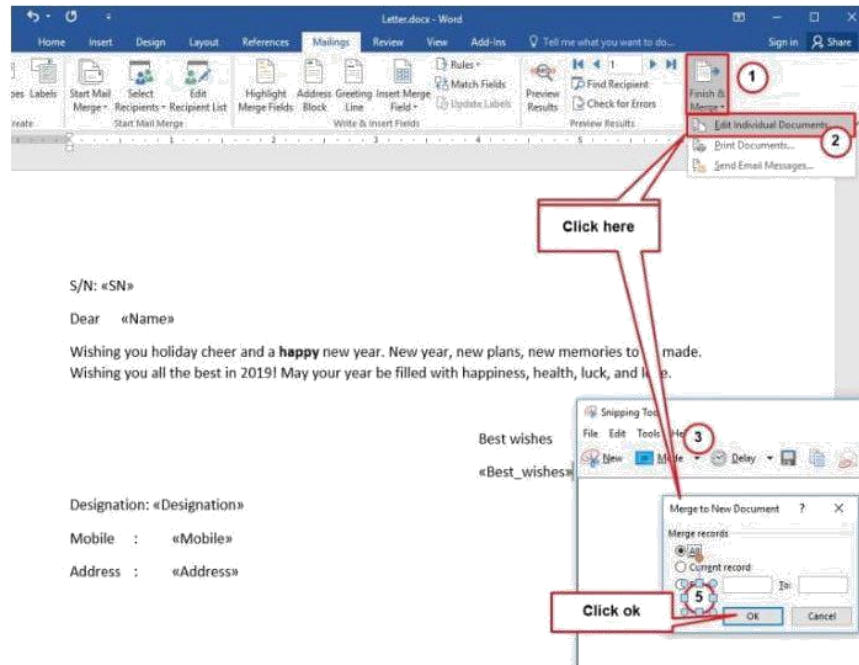 Letter.docx - Word
Home Insert Design Layout References Mailings Review View Add-Ins Tell me what you want to do... Sign in Share
Labels Start Mail Merge Select Recipients Edit Recipient List Highlight Merge Fields Address Block Greeting Line Insert Merge Field Rules Match Fields Update Labels Preview Results 1 Find Recipient Check for Errors Finish & Merge
1
Start Mail Merge Write & Insert Fields Preview Results
Edit Individual Documents...
2
Print Documents...
Send Email Messages...
1 2 3 4 5
Click here
S/N: «SN»
Dear «Name»
Wishing you holiday cheer and a happy new year. New year, new plans, new memories to made.
Wishing you all the best in 2019! May your year be filled with happiness, health, luck, and
Best wishes
«Best_wishes»
Designation: «Designation»
Mobile : «Mobile»
Address : «Address»
Snipping Tool
File Edit Tools
3
New Delay
Merge to New Document ? X
Merge records
All
Current record
To:
5
Click ok
OK Cancel